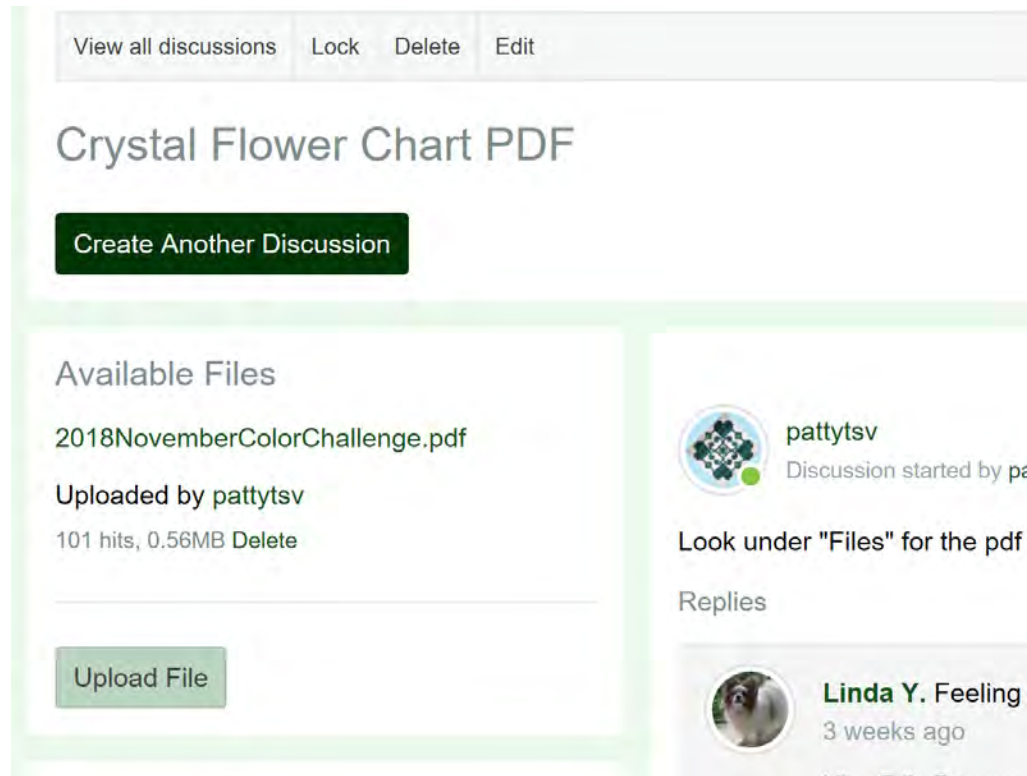 View all discussions Lock Delete Edit
Crystal Flower Chart PDF
Create Another Discussion
Available Files
2018NovemberColorChallenge.pdf
Uploaded by pattytsv
101 hits, 0.56MB Delete
Upload File
pattytsv
Discussion started by
Look under "Files" for the pdf
Replies
Linda Y. Feeling
3 weeks ago